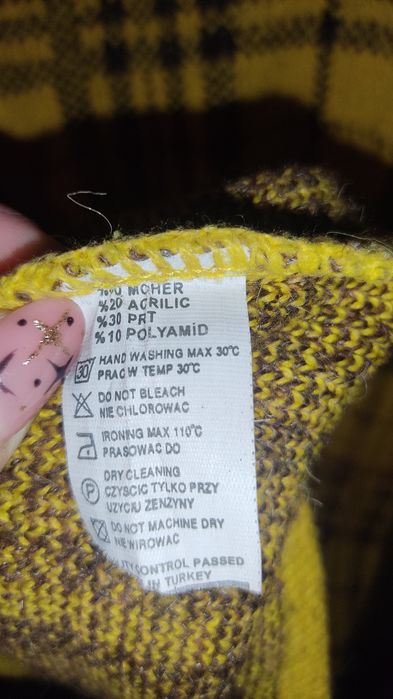 MOHER
%20 ACRILIC
%30 PRT
%10 POLYAMİD
30
HAND WASHING MAX 30°C
PRAC W TEMP 30°C
DO NOT BLEACH
NIE CHLOROWAC
IRONING MAX 110°C
PRASOWAC DO
P
DRY CLEANING
CZYSCIC TYLKO PRZY
UZYCIU ZENZYNY
DO NOT MACHINE DRY
NIE WIROWAC
CONTROL PASSED
IN TURKEY